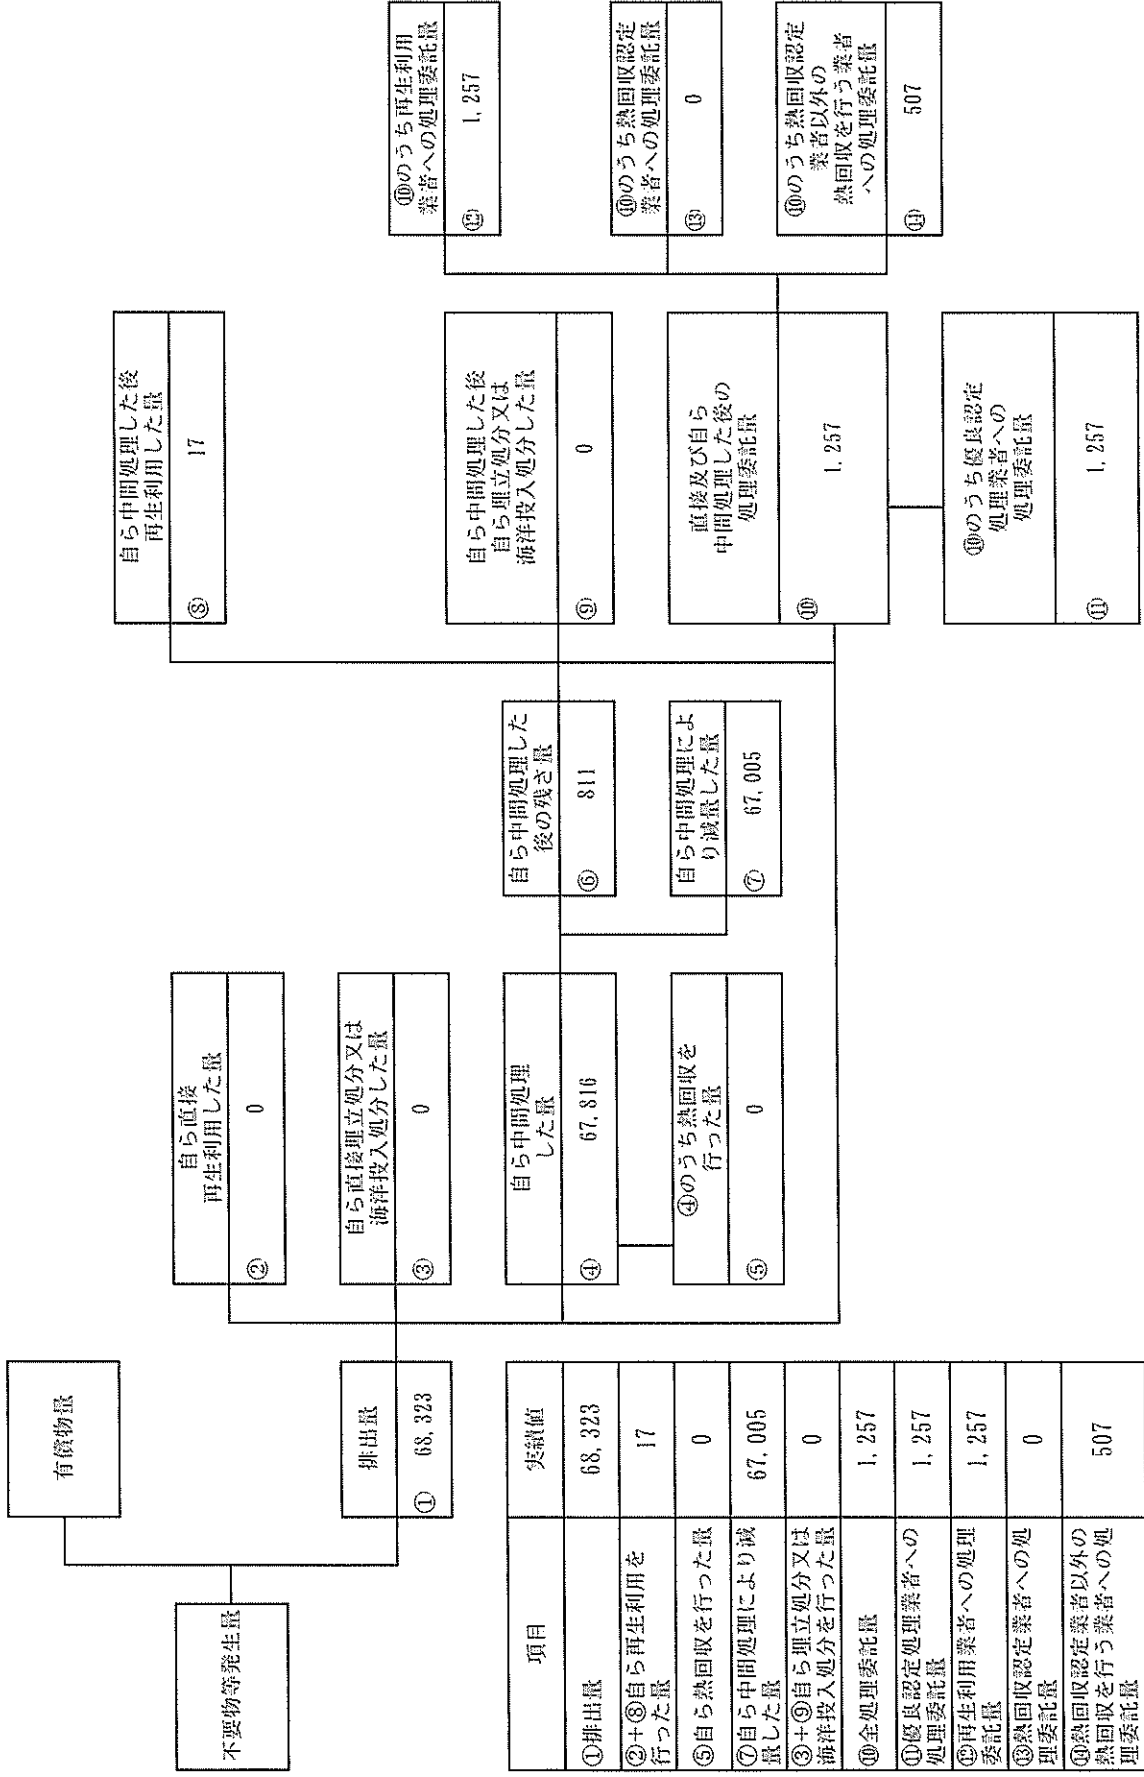 不要物等発生量
有償物量
排出量
① 68,323
自ら直接
再生利用した量
② 0
自ら直接埋立処分又は
海洋投入処分した量
③ 0
自ら中間処理
した量
④ 67,816
④のうち熱回収を
行った量
⑤ 0
自ら中間処理した
後の残さ量
⑥ 811
自ら中間処理によ
り減量した量
⑦ 67,005
自ら中間処理した後
再生利用した量
⑧ 17
自ら中間処理した後
自ら埋立処分又は
海洋投入処分した量
⑨ 0
直接及び自ら
中間処理した後の
処理委託量
⑩ 1,257
⑩のうち優良認定
処理業者への
処理委託量
⑪ 1,257
⑩のうち再生利用
業者への処理委託量
⑫ 1,257
⑩のうち熱回収認定
業者への処理委託量
⑬ 0
⑩のうち熱回収認定
業者以外の
熱回収を行う業者
への処理委託量
⑭ 507
項目 実績値
①排出量 68,323
②+⑧自ら再生利用を
行った量 17
⑤自ら熱回収を行った量 0
⑦自ら中間処理により減
量した量 67,005
③+⑨自ら埋立処分又は
海洋投入処分を行った量 0
⑩全処理委託量 1,257
⑪優良認定処理業者への
処理委託量 1,257
⑫再生利用業者への処理
委託量 1,257
⑬熱回収認定業者への処
理委託量 0
⑭熱回収認定業者以外の
熱回収を行う業者への処
理委託量 507